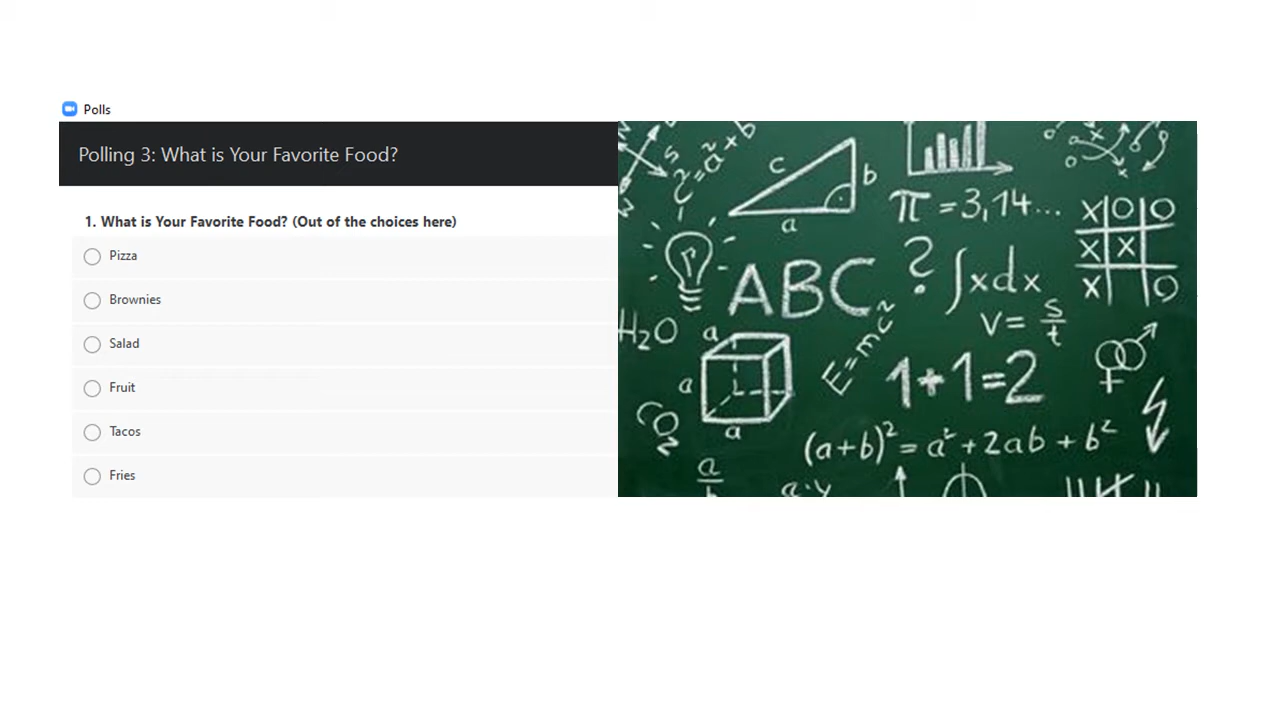 Polls
Polling 3: What is Your Favorite Food?
1. What is Your Favorite Food? (Out of the choices here)
Pizza
Brownies
Salad
Fruit
Tacos
Fries
c
b
a
π = 3,14...
X O O
X X
X O
ABC
? ∫xdx
V = s/t
H₂O
a
a
a
E=mc²
1+1=2
CO₂
(a+b)² = a² + 2ab + b²
a